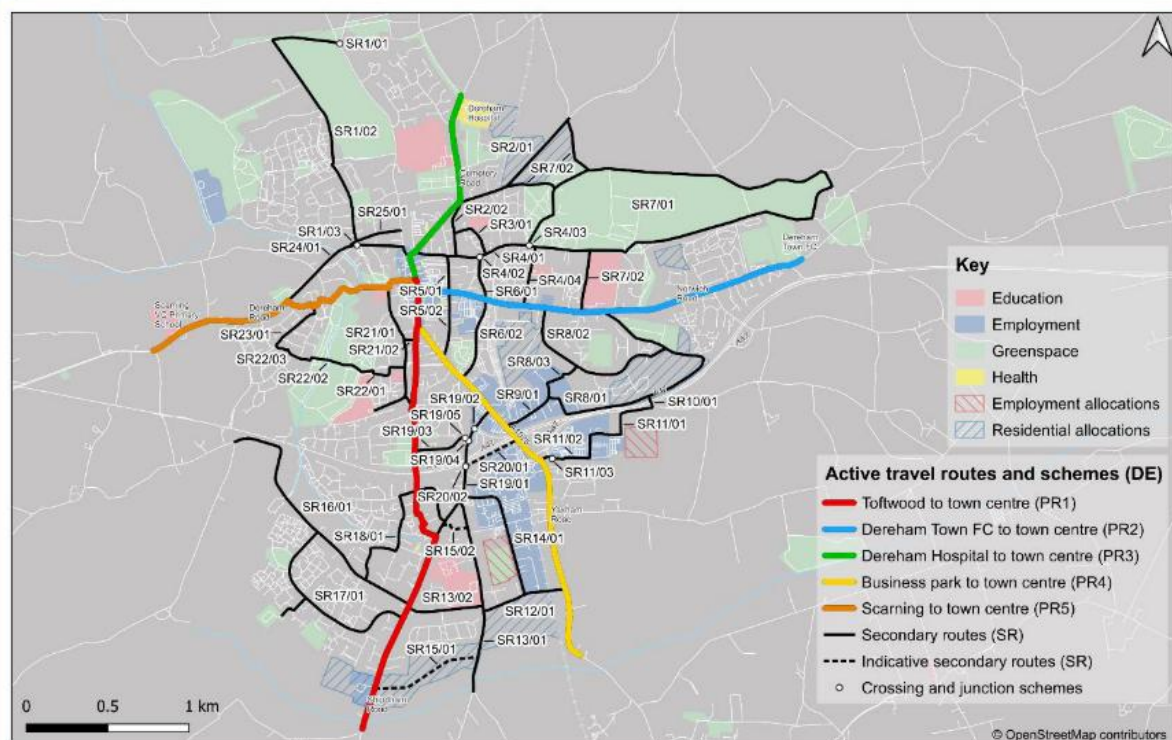 SR1/01
Dereham
Hospital
SR1/02
SR2/01
SR7/02
Cemetery
Road
SR25/01
SR2/02
SR7/01
SR1/03
SR3/01
SR24/01
SR4/03
SR4/01
Dereham
Town FC
SR4/02
SR4/04
SR7/02
SR5/01
SR6/01
Norwich
Road
Scarning
VC Primary
School
Dereham
Road
SR5/02
SR23/01
SR21/01
SR6/02
SR8/02
SR22/03
SR21/02
SR8/03
SR22/02
SR22/01
SR19/02
SR9/01
SR8/01
SR10/01
SR19/05
SR19/03
SR11/02
SR11/01
SR19/04
SR20/01
SR11/03
SR19/01
SR20/02
Yaxham
Road
SR16/01
SR18/01
SR15/02
SR14/01
SR17/01
SR13/02
SR12/01
SR15/01
SR13/01
Shipdham
Road
Key
Education
Employment
Greenspace
Health
Employment allocations
Residential allocations
Active travel routes and schemes (DE)
Toftwood to town centre (PR1)
Dereham Town FC to town centre (PR2)
Dereham Hospital to town centre (PR3)
Business park to town centre (PR4)
Scarning to town centre (PR5)
Secondary routes (SR)
Indicative secondary routes (SR)
Crossing and junction schemes
0 0.5 1 km
© OpenStreetMap contributors